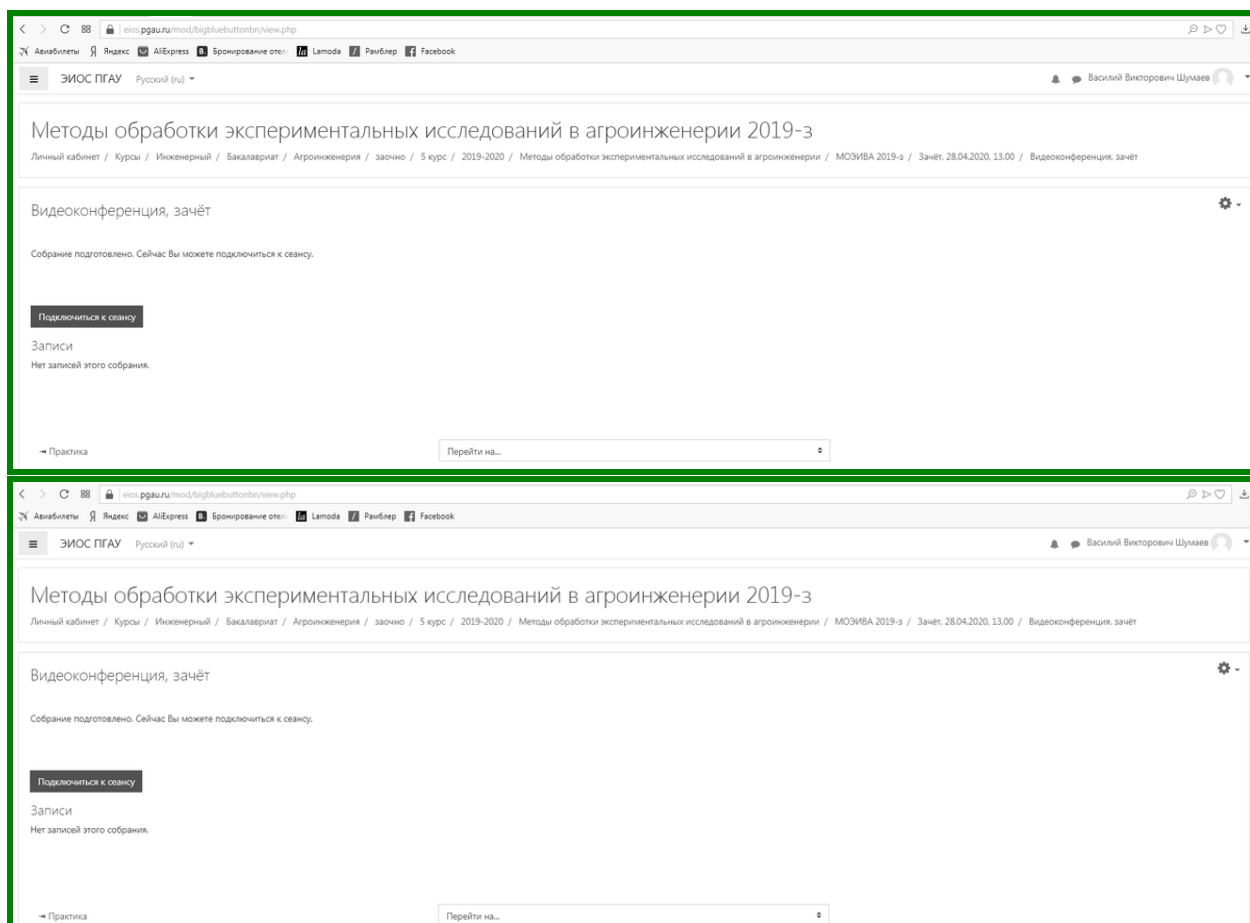 eios.pgau.ru/mod/bigbluebuttonbn/view.php
Авиабилеты Яндекс AliExpress Бронирование отел Lamoda Рамблер Facebook
ЭИОС ПГАУ Русский (ru) Василий Викторович Шумаев
Методы обработки экспериментальных исследований в агроинженерии 2019-з
Личный кабинет / Курсы / Инженерный / Бакалавриат / Агроинженерия / заочно / 5 курс / 2019-2020 / Методы обработки экспериментальных исследований в агроинженерии / МОЭИВА 2019-з / Зачёт, 28.04.2020, 13.00 / Видеоконференция, зачёт
Видеоконференция, зачёт
Собрание подготовлено. Сейчас Вы можете подключиться к сеансу.
Подключиться к сеансу
Записи
Нет записей этого собрания.
Практика Перейти на...
eios.pgau.ru/mod/bigbluebuttonbn/view.php
Авиабилеты Яндекс AliExpress Бронирование отел Lamoda Рамблер Facebook
ЭИОС ПГАУ Русский (ru) Василий Викторович Шумаев
Методы обработки экспериментальных исследований в агроинженерии 2019-з
Личный кабинет / Курсы / Инженерный / Бакалавриат / Агроинженерия / заочно / 5 курс / 2019-2020 / Методы обработки экспериментальных исследований в агроинженерии / МОЭИВА 2019-з / Зачёт, 28.04.2020, 13.00 / Видеоконференция, зачёт
Видеоконференция, зачёт
Собрание подготовлено. Сейчас Вы можете подключиться к сеансу.
Подключиться к сеансу
Записи
Нет записей этого собрания.
Практика Перейти на...